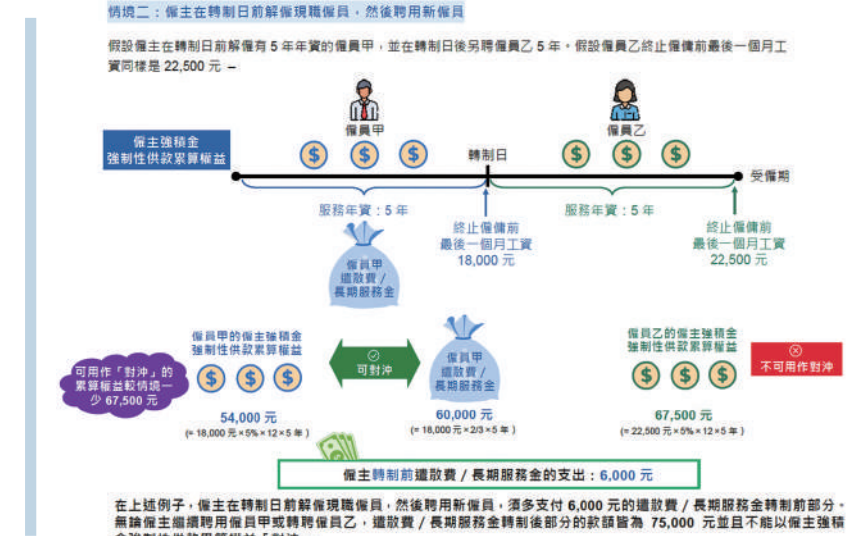 情境二：僱主在轉制日前解僱現職僱員，然後聘用新僱員
假設僱主在轉制日前解僱有 5 年年資的僱員甲，並在轉制日後另聘僱員乙 5 年。假設僱員乙終止僱傭前最後一個月工
資同樣是 22,500 元 –
僱員甲
僱員乙
僱主強積金
強制性供款累算權益
轉制日
受僱期
服務年資：5 年
服務年資：5 年
終止僱傭前
最後一個月工資
18,000 元
終止僱傭前
最後一個月工資
22,500 元
僱員甲
遣散費 /
長期服務金
可用作「對沖」的
累算權益較情境一
少 67,500 元
僱員甲的僱主強積金
強制性供款累算權益
54,000 元
(= 18,000 元×5%×12×5 年)
可對沖
僱員甲
遣散費 /
長期服務金
60,000 元
(= 18,000 元×2/3×5 年)
僱員乙的僱主強積金
強制性供款累算權益
67,500 元
(= 22,500 元×5%×12×5 年)
不可用作對沖
僱主轉制前遣散費 / 長期服務金的支出：6,000 元
在上述例子，僱主在轉制日前解僱現職僱員，然後聘用新僱員，須多支付 6,000 元的遣散費 / 長期服務金轉制前部分。
無論僱主繼續聘用僱員甲或轉聘僱員乙，遣散費 / 長期服務金轉制後部分的款額皆為 75,000 元並且不能以僱主強積